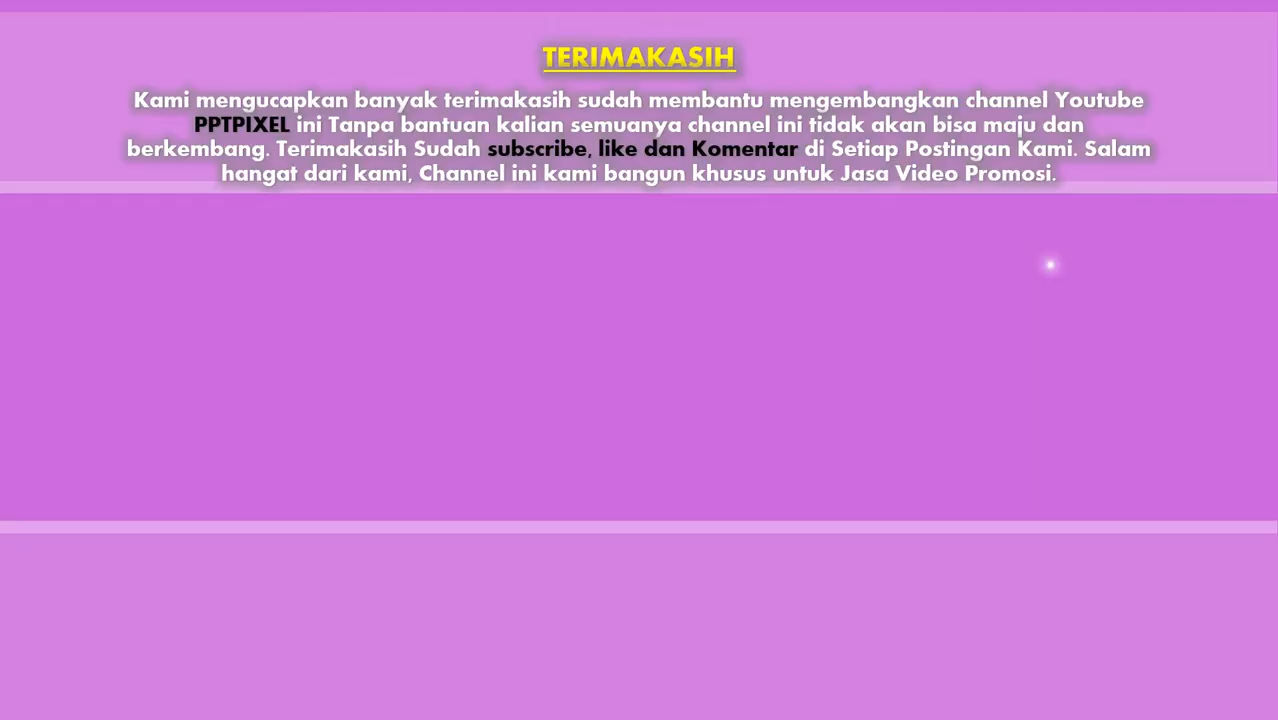 TERIMAKASIH
Kami mengucapkan banyak terimakasih sudah membantu mengembangkan channel Youtube
PPTPIXEL ini Tanpa bantuan kalian semuanya channel ini tidak akan bisa maju dan
berkembang. Terimakasih Sudah subscribe, like dan Komentar di Setiap Postingan Kami. Salam
hangat dari kami, Channel ini kami bangun khusus untuk Jasa Video Promosi.